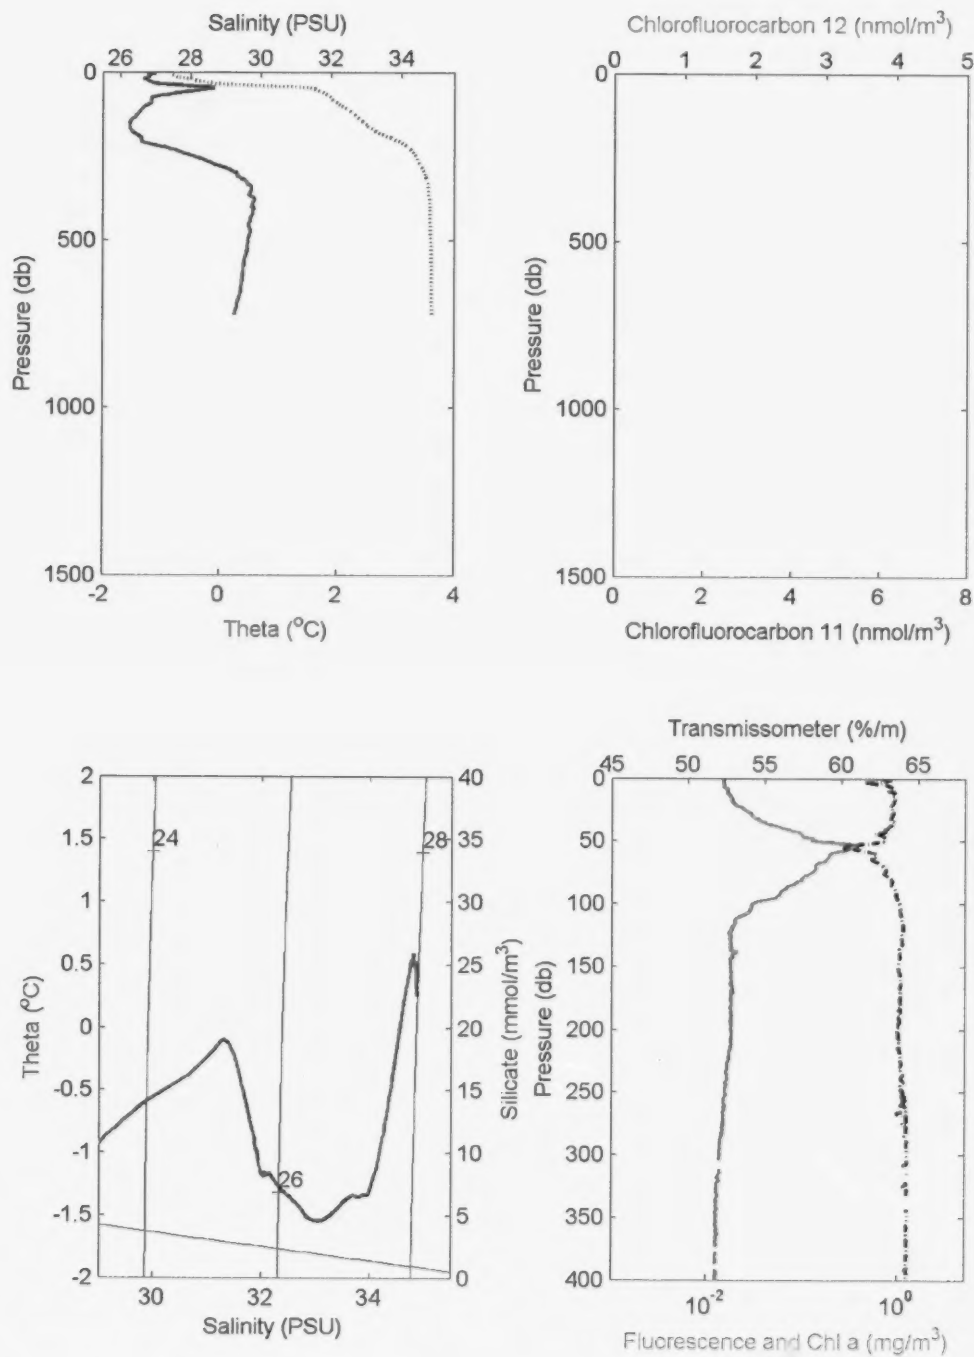 Salinity (PSU)
26 28 30 32 34
0
500
1000
1500
Pressure (db)
-2 0 2 4
Theta (°C)
Chlorofluorocarbon 12 (nmol/m³)
0 1 2 3 4 5
0
500
1000
1500
Pressure (db)
0 2 4 6 8
Chlorofluorocarbon 11 (nmol/m³)
2
1.5
1
0.5
0
-0.5
-1
-1.5
-2
Theta (°C)
24
26
28
40
35
30
25
20
15
10
5
0
Silicate (mmol/m³)
30 32 34
Salinity (PSU)
Transmissometer (%/m)
45 50 55 60 65
0
50
100
150
200
250
300
350
400
Pressure (db)
10⁻² 10⁰
Fluorescence and Chl a (mg/m³)